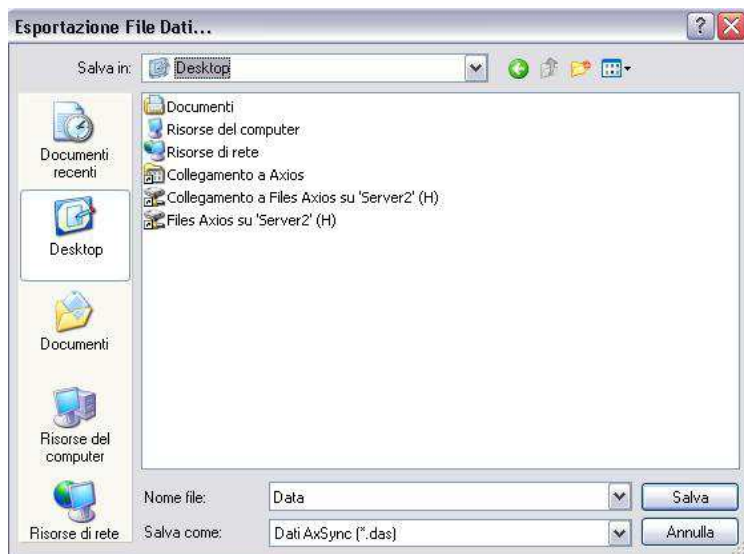 Esportazione File Dati...
Salva in:
Desktop
Documenti
recenti
Desktop
Documenti
Risorse del
computer
Risorse di rete
Documenti
Risorse del computer
Risorse di rete
Collegamento a Axios
Collegamento a Files Axios su 'Server2' (H)
Files Axios su 'Server2' (H)
Nome file:
Data
Salva
Salva come:
Dati AxSync (*.das)
Annulla